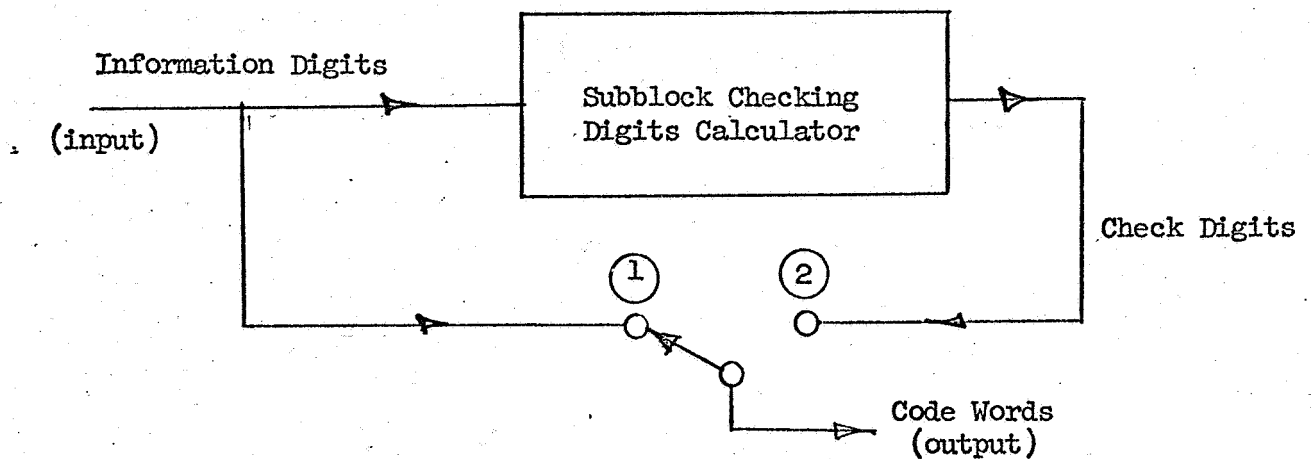 Information Digits
(input)
Subblock Checking
Digits Calculator
Check Digits
1
2
Code Words
(output)